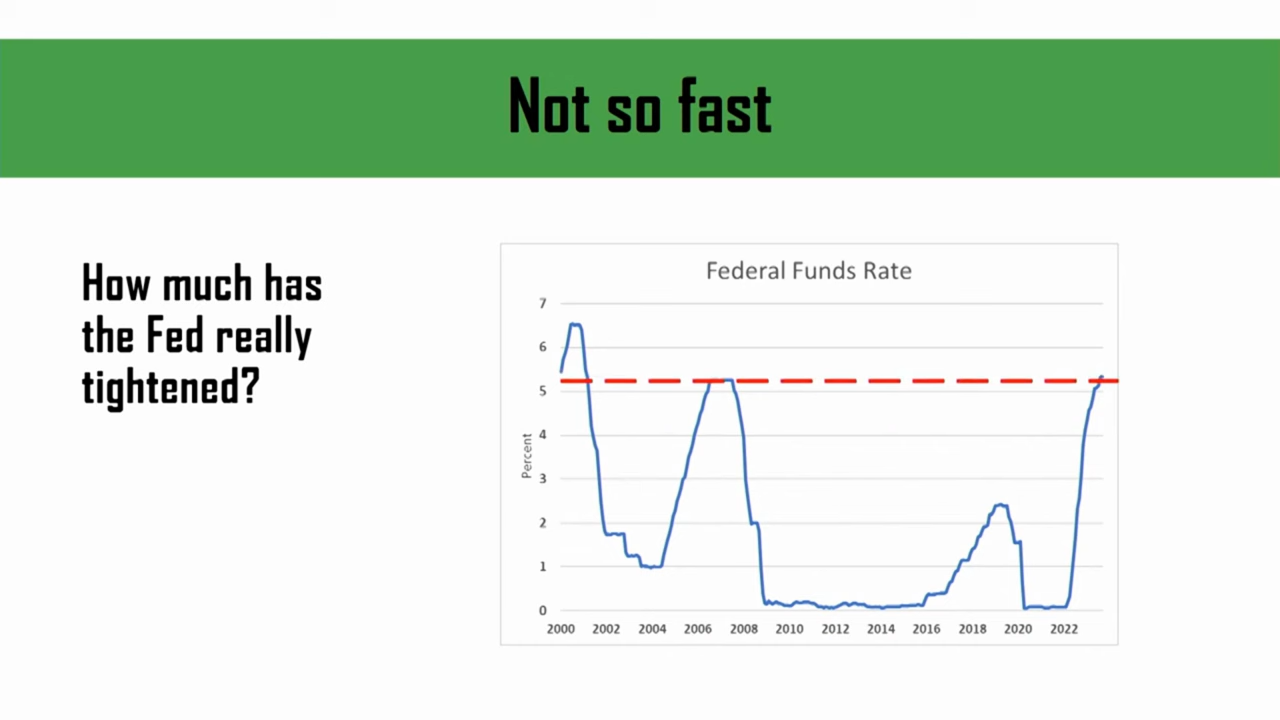 Not so fast
How much has
the Fed really
tightened?
Federal Funds Rate
Percent
7
6
5
4
3
2
1
0
2000 2002 2004 2006 2008 2010 2012 2014 2016 2018 2020 2022